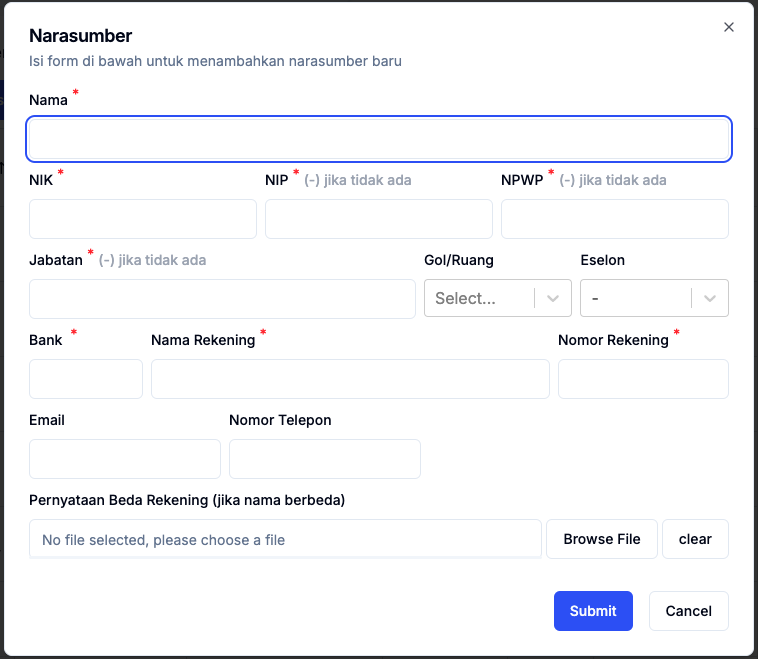 Narasumber
Isi form di bawah untuk menambahkan narasumber baru
Nama *
NIK * NIP * (-) jika tidak ada NPWP * (-) jika tidak ada
Jabatan * (-) jika tidak ada Gol/Ruang Eselon
Select... -
Bank * Nama Rekening * Nomor Rekening *
Email Nomor Telepon
Pernyataan Beda Rekening (jika nama berbeda)
No file selected, please choose a file Browse File clear
Submit Cancel